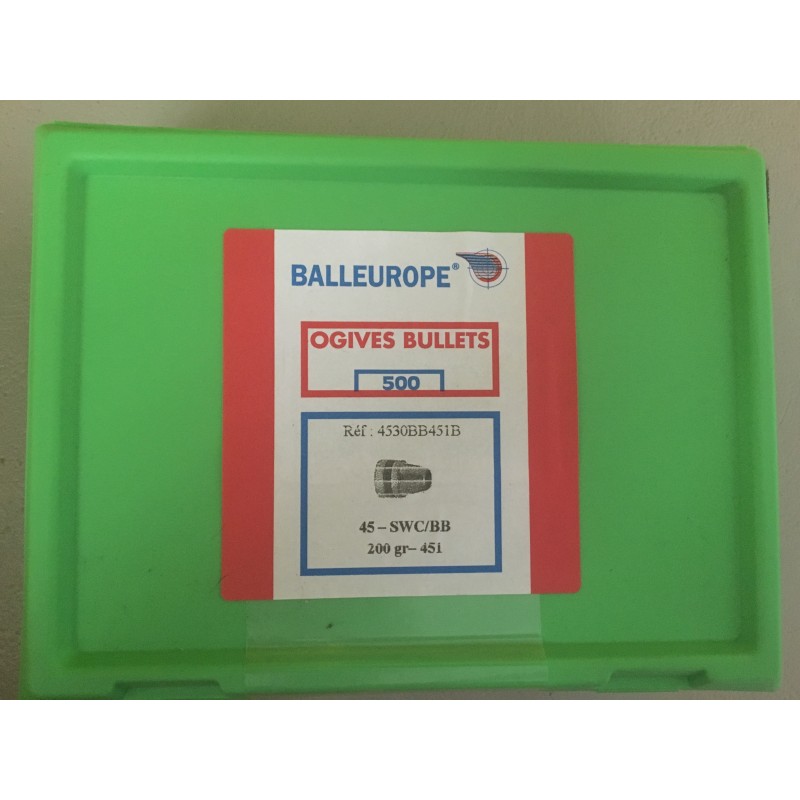 BALLEUROPE®
OGIVES BULLETS
500
Réf : 4530BB451B
45 – SWC/BB
200 gr– 451